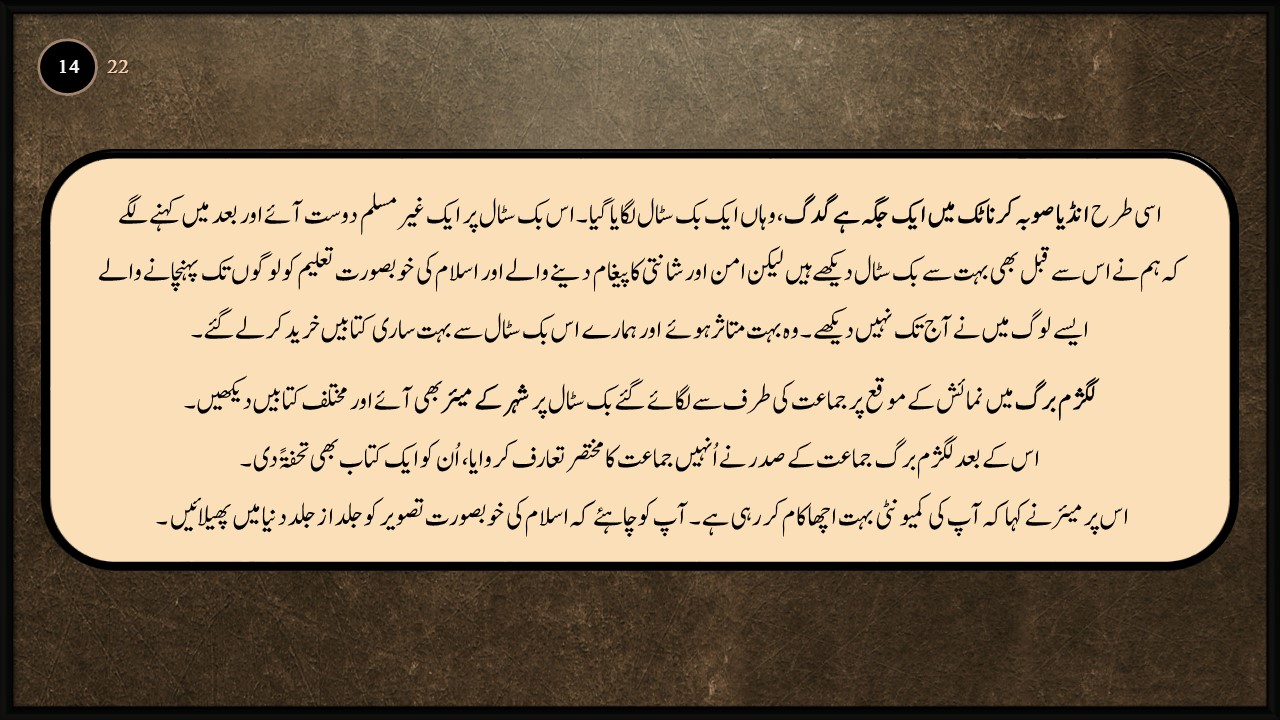 14 22
اسی طرح انڈیا صوبہ کرناٹک میں ایک جگہ ہے گدگ، وہاں ایک بک سٹال لگایا گیا۔ اس بک سٹال پر ایک غیر مسلم دوست آئے اور بعد میں کہنے لگے
کہ ہم نے اس سے قبل بھی بہت سے بک سٹال دیکھے ہیں لیکن امن اور شانتی کا پیغام دینے والے اور اسلام کی خوبصورت تعلیم کو لوگوں تک پہنچانے والے
ایسے لوگ میں نے آج تک نہیں دیکھے۔ وہ بہت متاثر ہوئے اور ہمارے اس بک سٹال سے بہت ساری کتابیں خرید کر لے گئے۔
لگژم برگ میں نمائش کے موقع پر جماعت کی طرف سے لگائے گئے بک سٹال پر شہر کے میئر بھی آئے اور مختلف کتابیں دیکھیں۔
اس کے بعد لگژم برگ جماعت کے صدر نے اُنہیں جماعت کا مختصر تعارف کروایا، اُن کو ایک کتاب بھی تحفۃً دی۔
اس پر میئر نے کہا کہ آپ کی کمیونٹی بہت اچھا کام کر رہی ہے۔ آپ کو چاہئے کہ اسلام کی خوبصورت تصویر کو جلد از جلد دنیا میں پھیلائیں۔